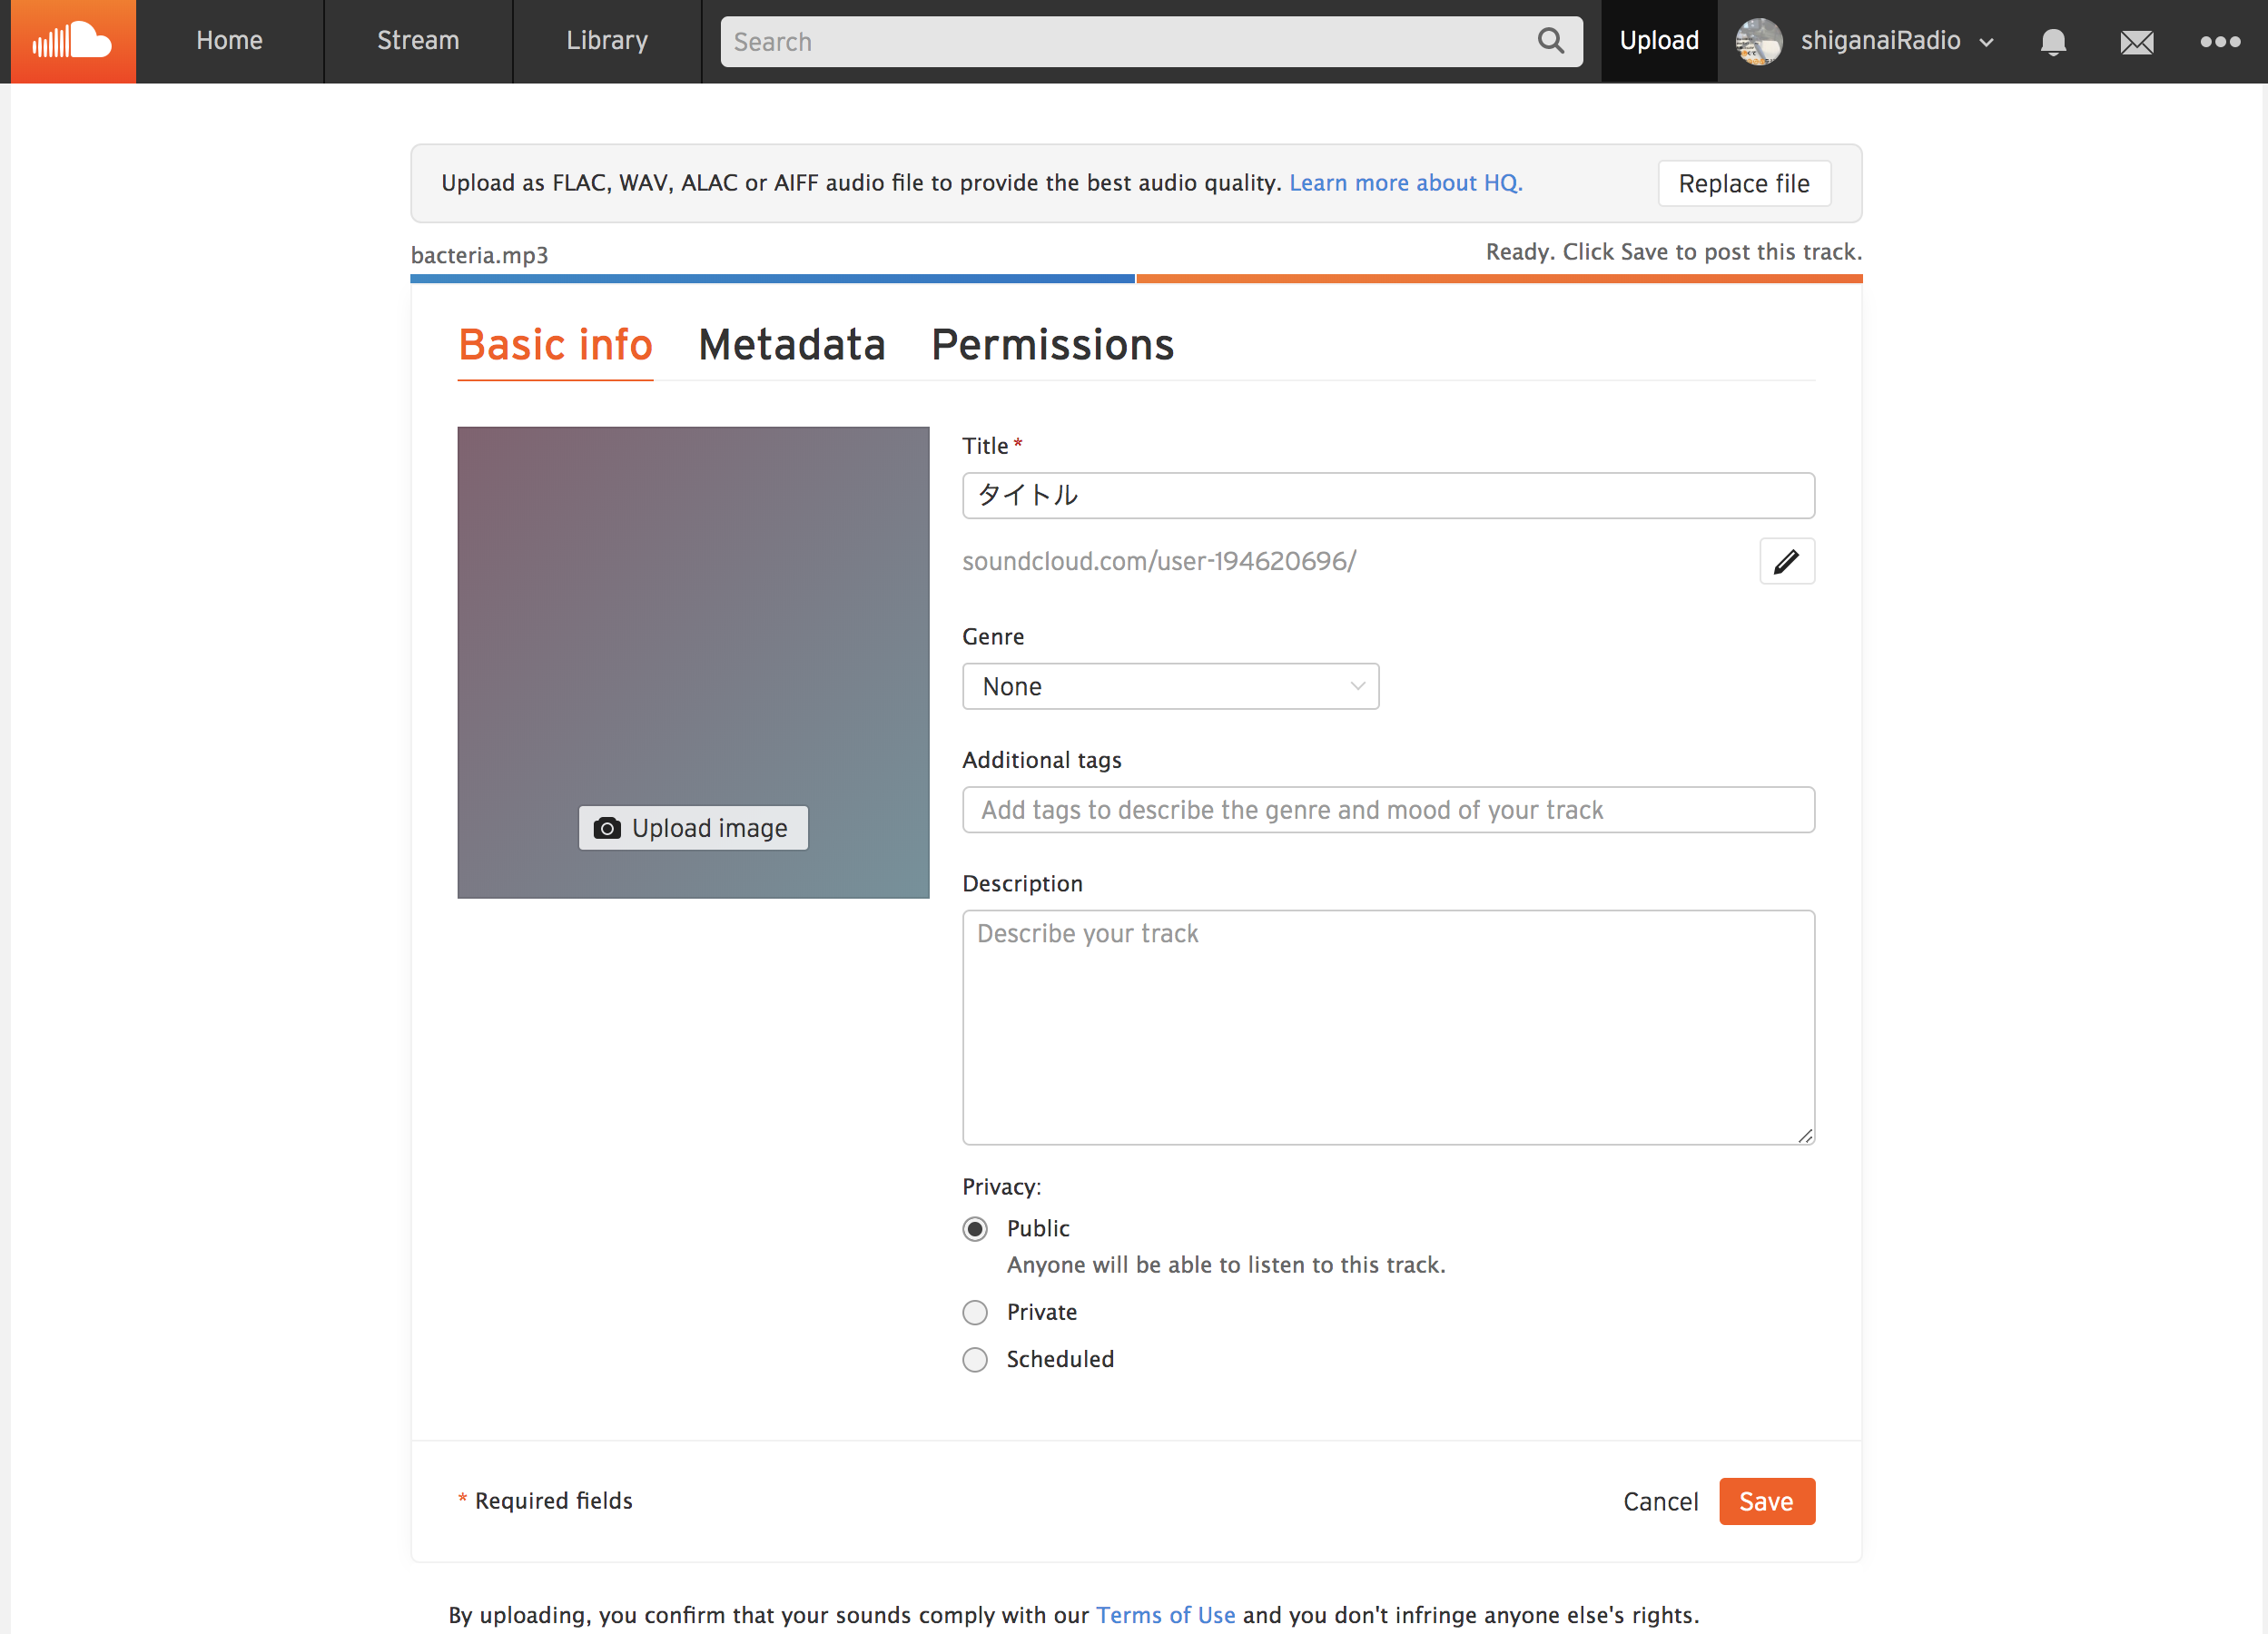 Home Stream Library Search Upload shiganaiRadio
Upload as FLAC, WAV, ALAC or AIFF audio file to provide the best audio quality. Learn more about HQ. Replace file
bacteria.mp3 Ready. Click Save to post this track.
Basic info Metadata Permissions
Title *
タイトル
soundcloud.com/user-194620696/
Genre
None
Additional tags
Add tags to describe the genre and mood of your track
Upload image
Description
Describe your track
Privacy:
Public
Anyone will be able to listen to this track.
Private
Scheduled
* Required fields Cancel Save
By uploading, you confirm that your sounds comply with our Terms of Use and you don't infringe anyone else's rights.